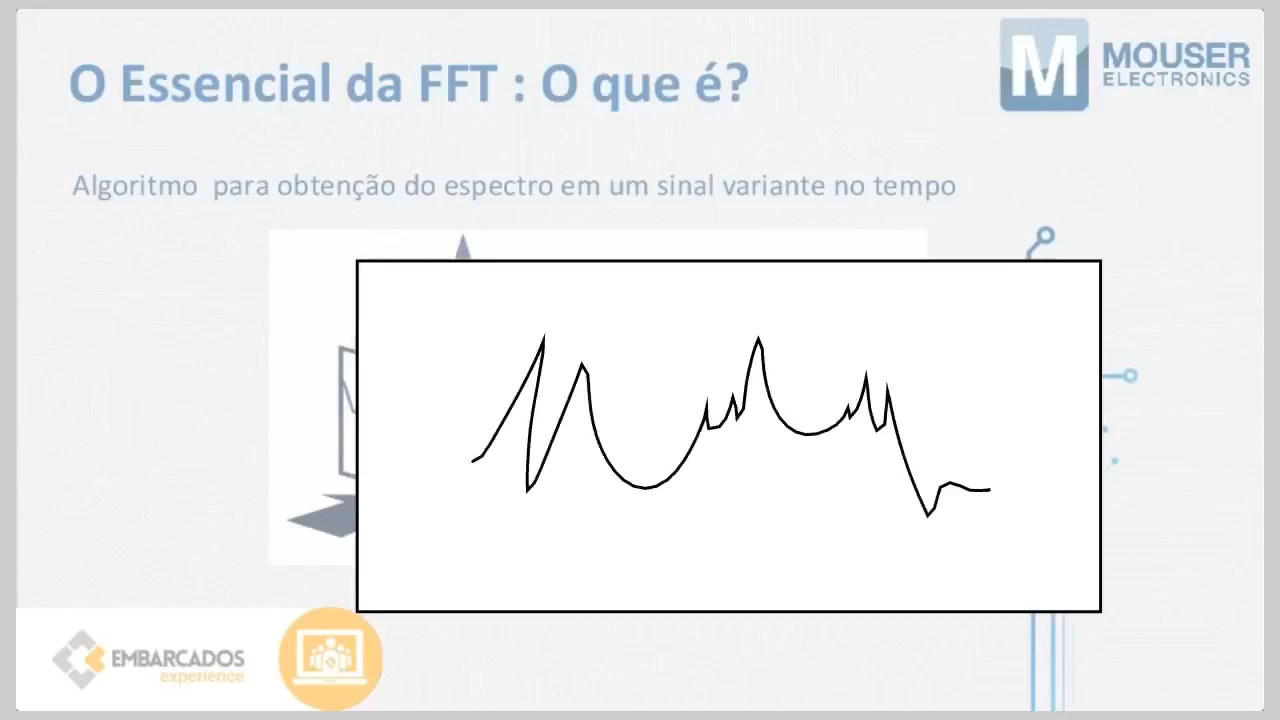 O Essencial da FFT : O que é?
M MOUSER
ELECTRONICS
Algoritmo para obtenção do espectro em um sinal variante no tempo
EMBARCADOS
experience